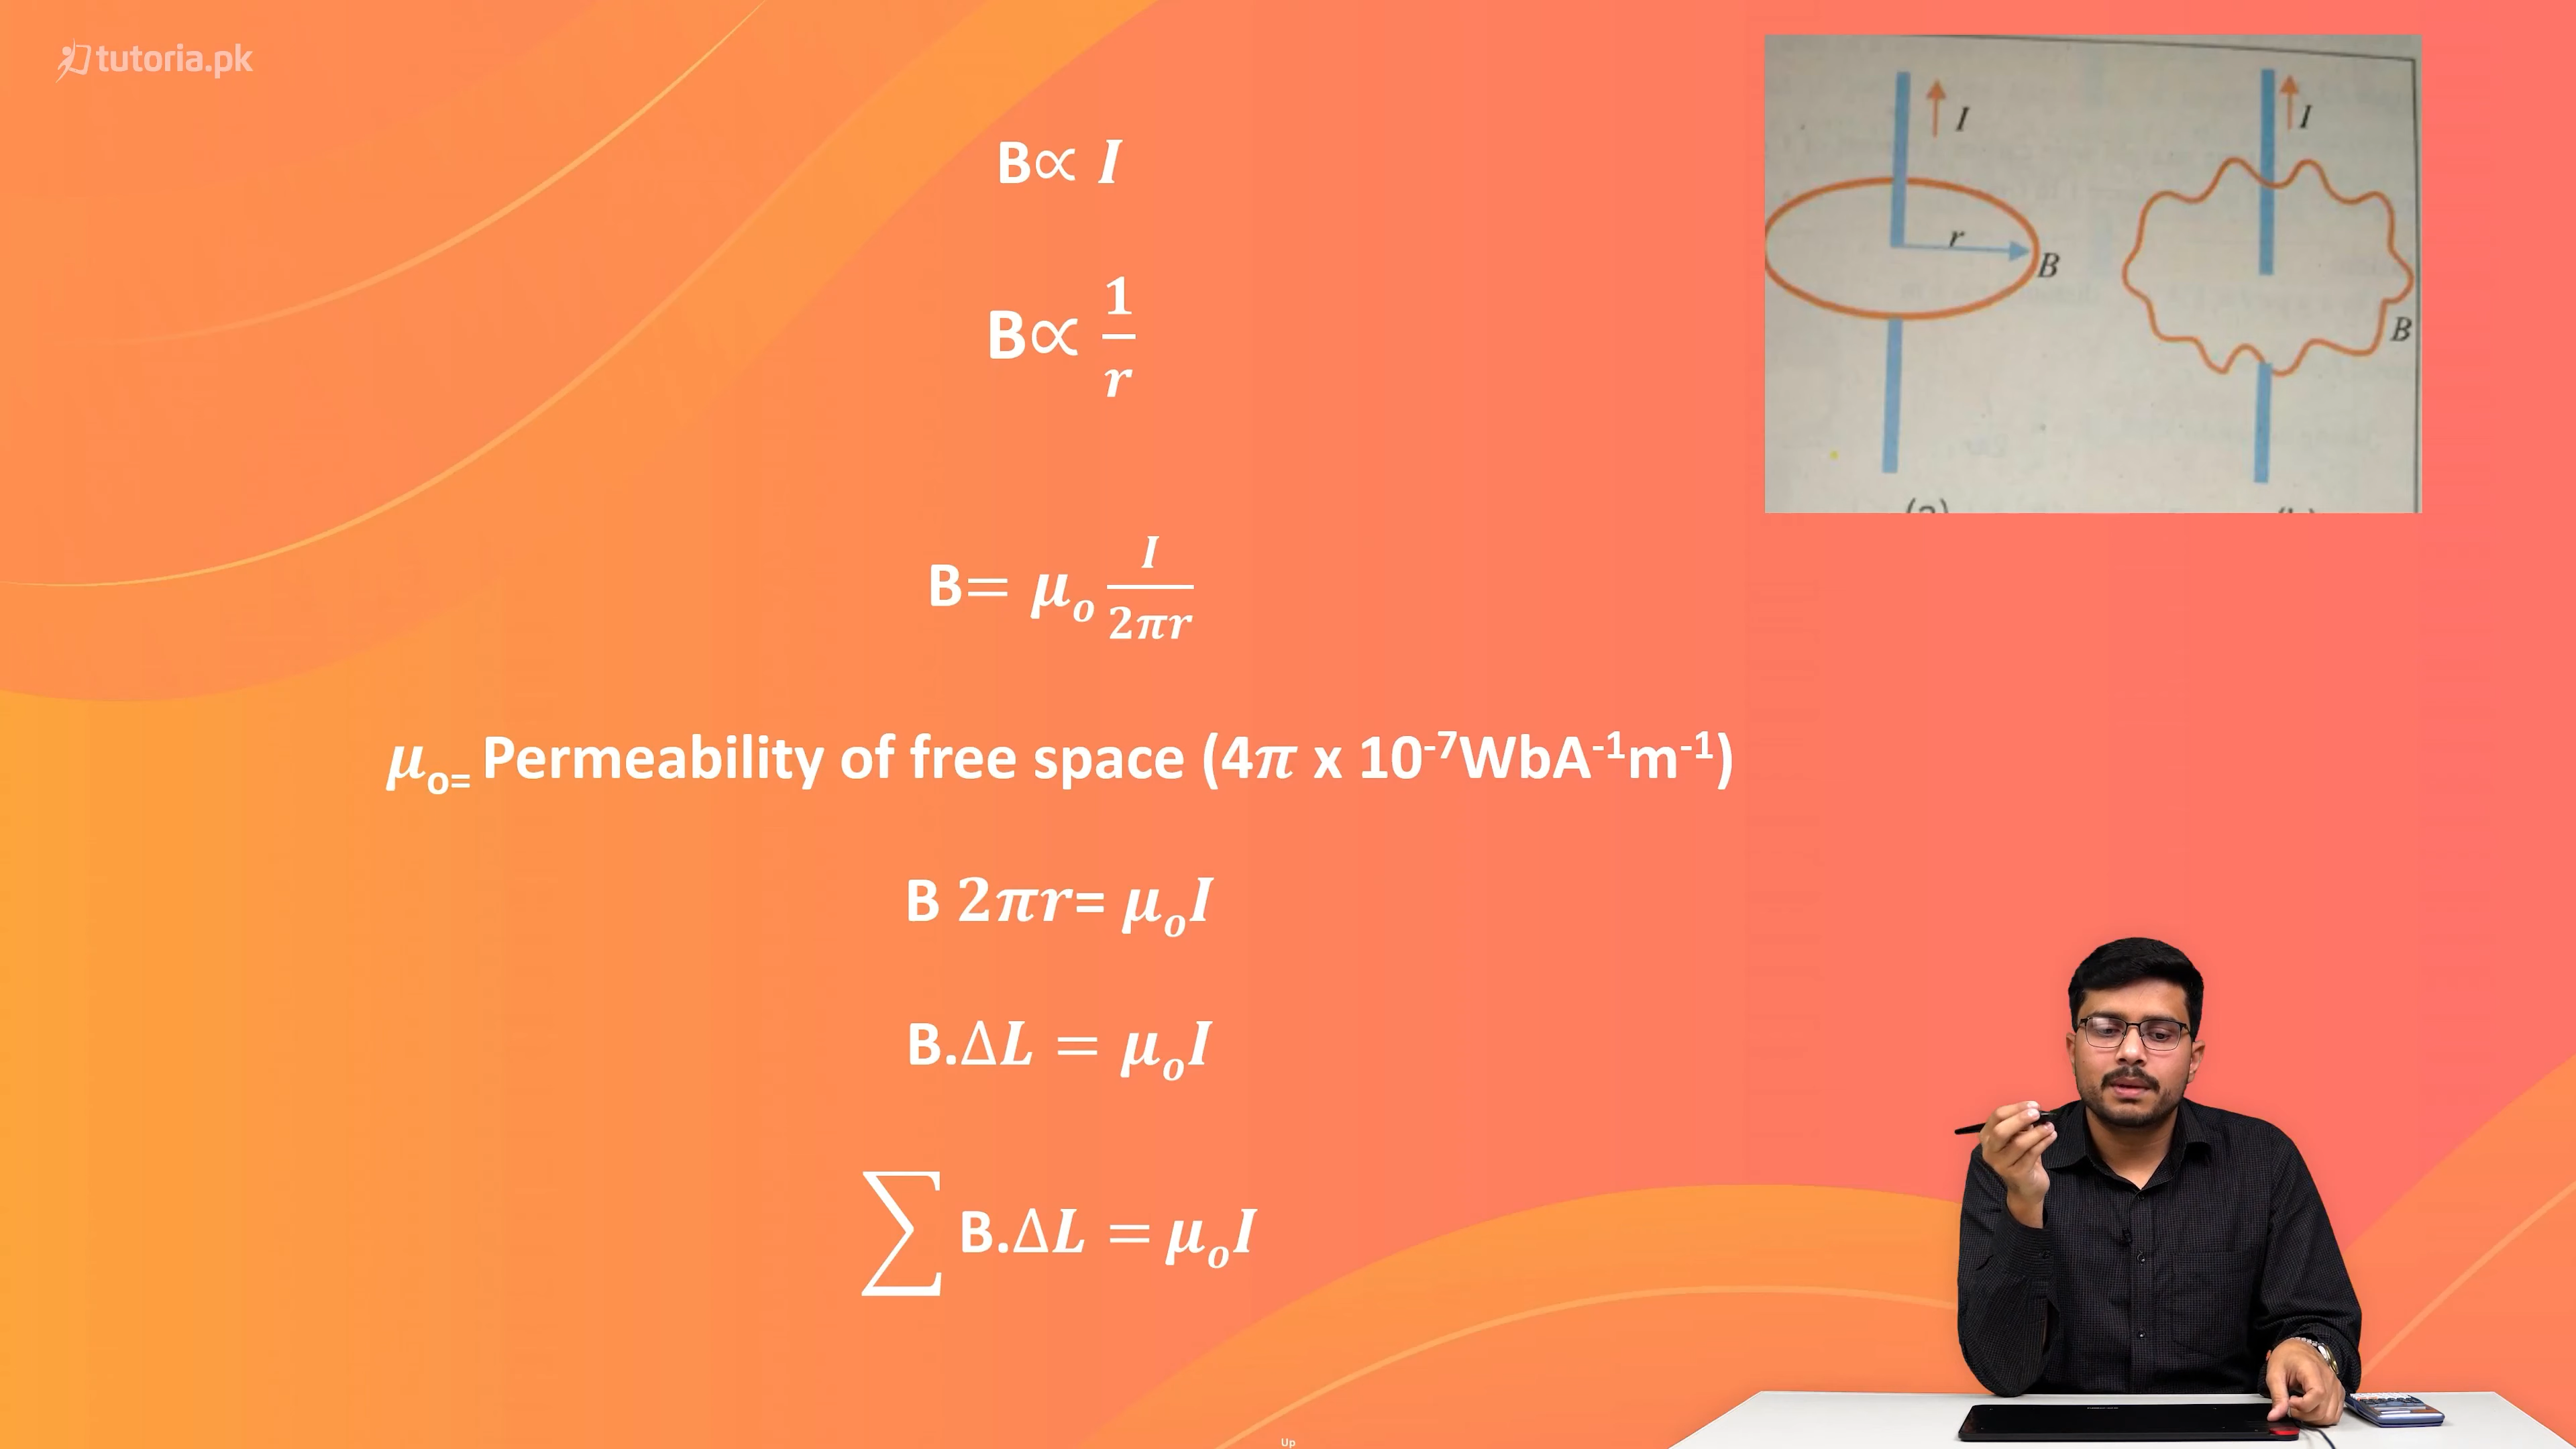 tutoria.pk
B∝ I
B∝ 1/r
B= μₒ I/2πr
μₒ₌ Permeability of free space (4π x 10⁻⁷WbA⁻¹m⁻¹)
B 2πr= μₒI
B.ΔL = μₒI
∑ B.ΔL = μₒI
I
r
B
I
B
Up